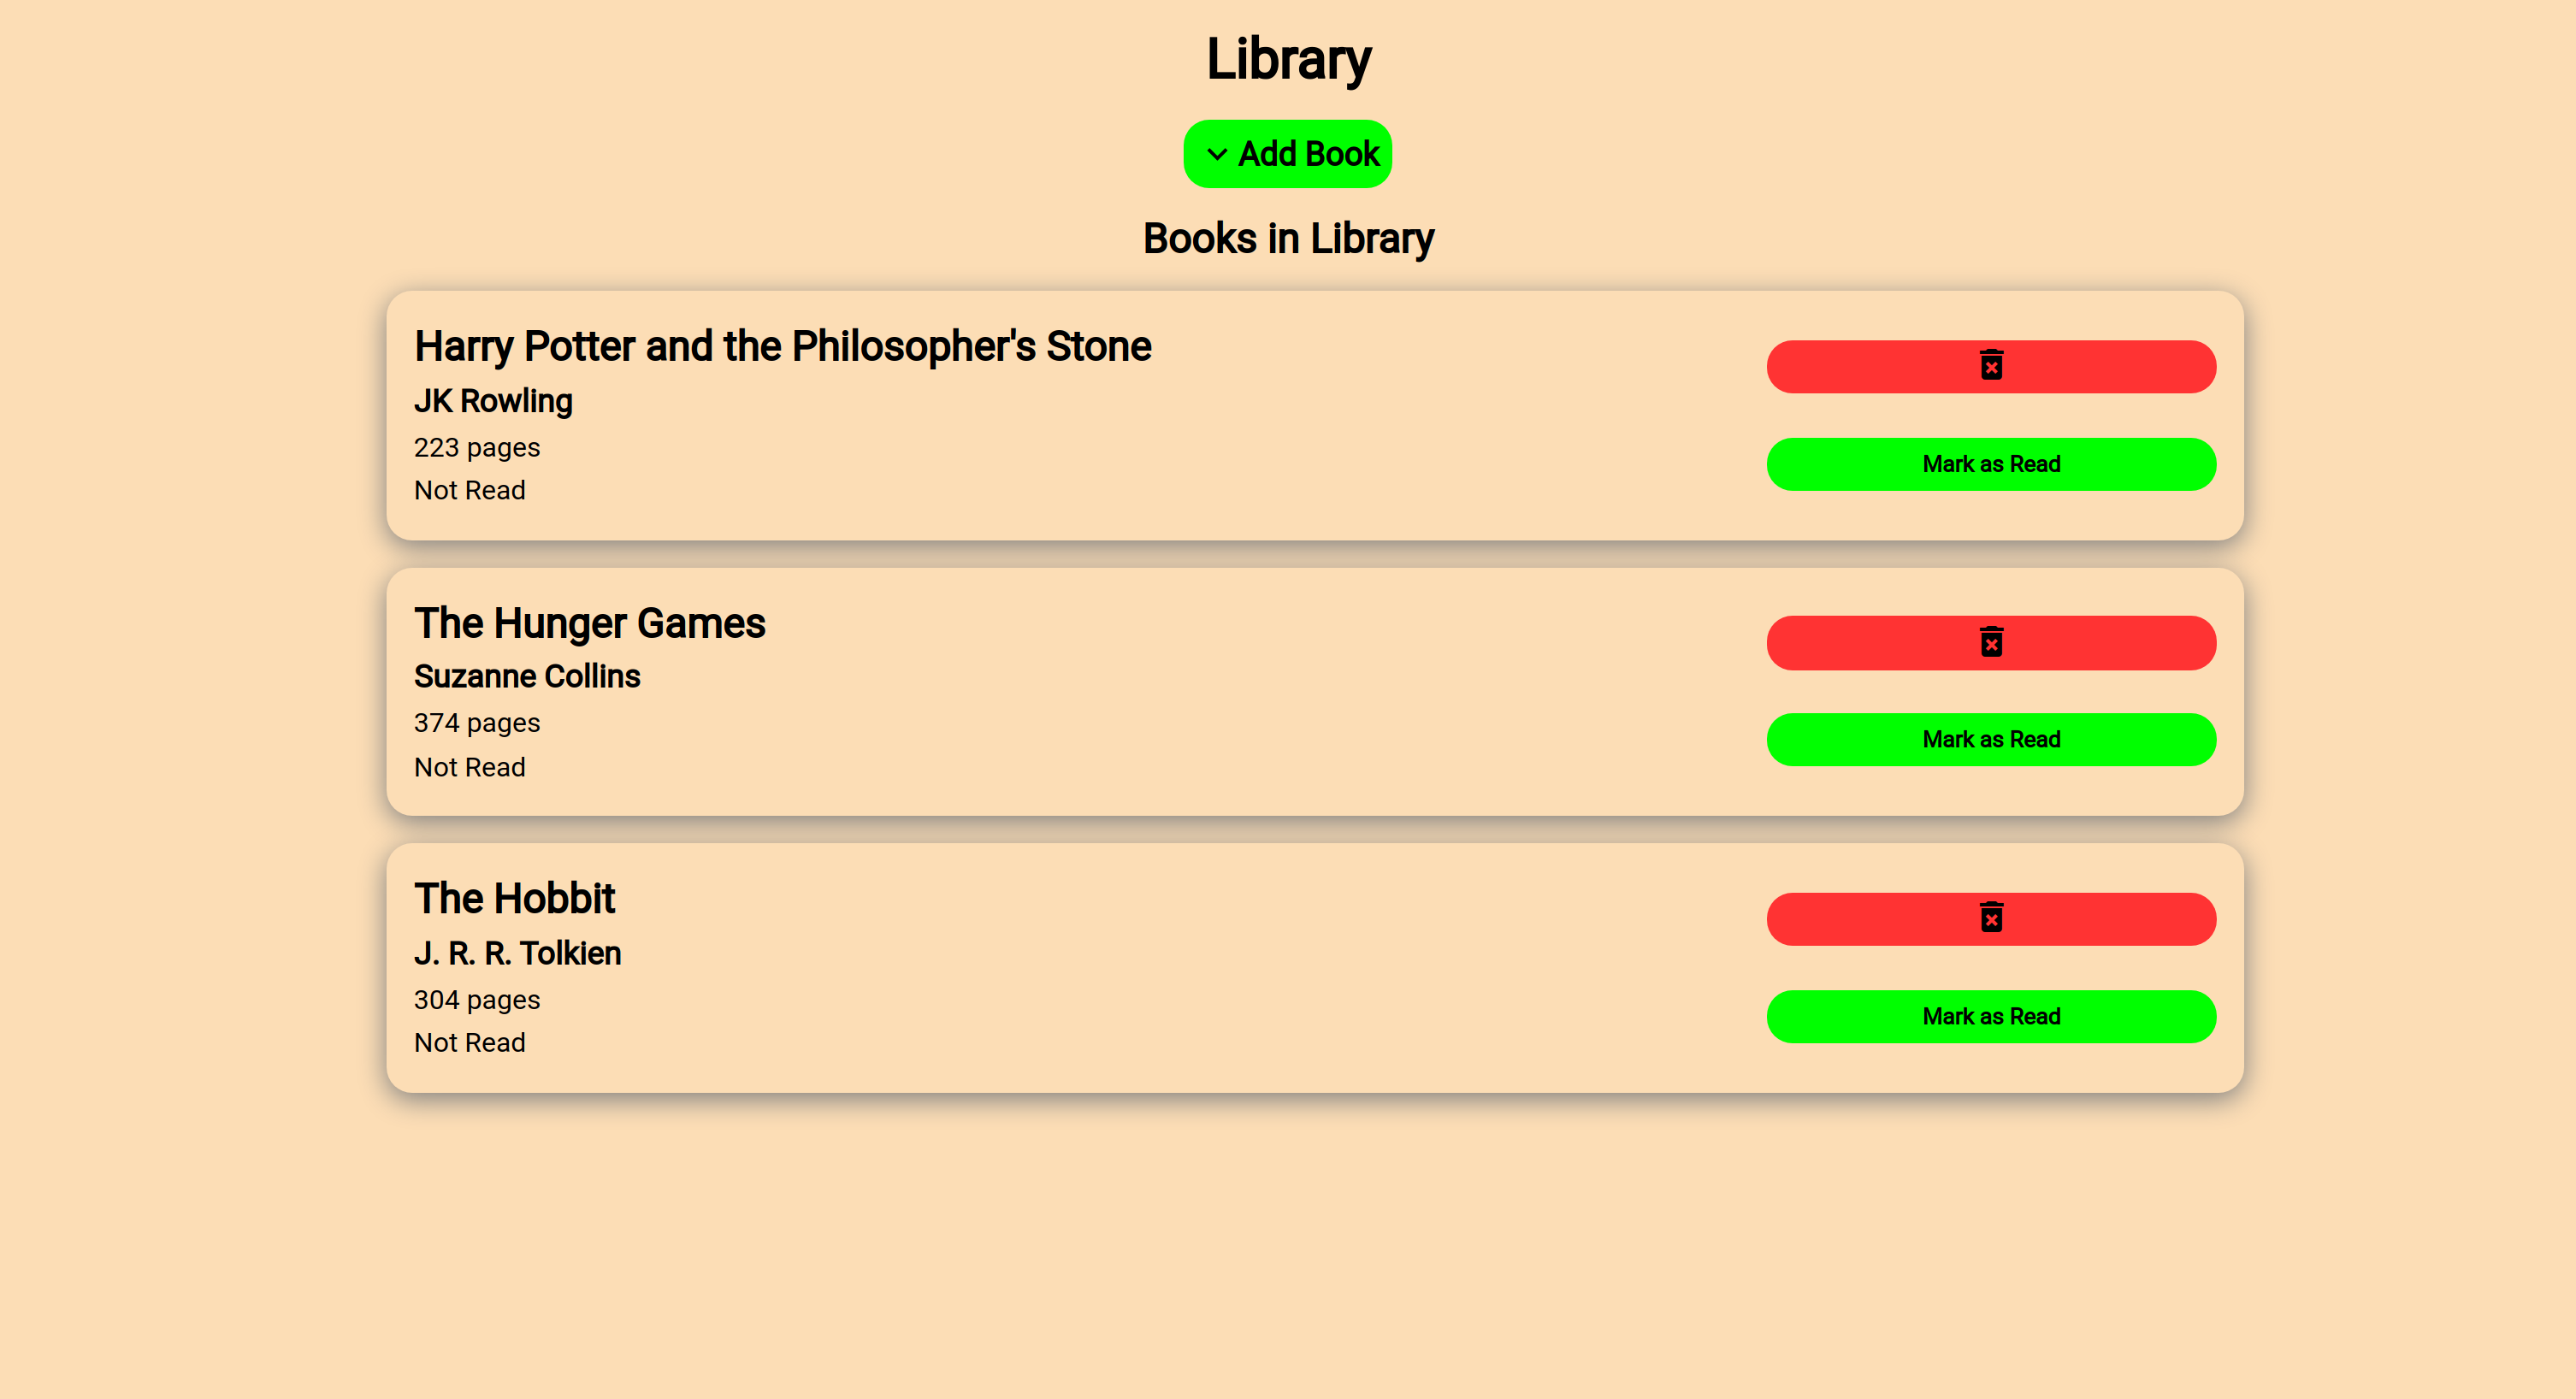 Library
Add Book
Books in Library
Harry Potter and the Philosopher's Stone
JK Rowling
223 pages
Not Read
Mark as Read
The Hunger Games
Suzanne Collins
374 pages
Not Read
Mark as Read
The Hobbit
J. R. R. Tolkien
304 pages
Not Read
Mark as Read